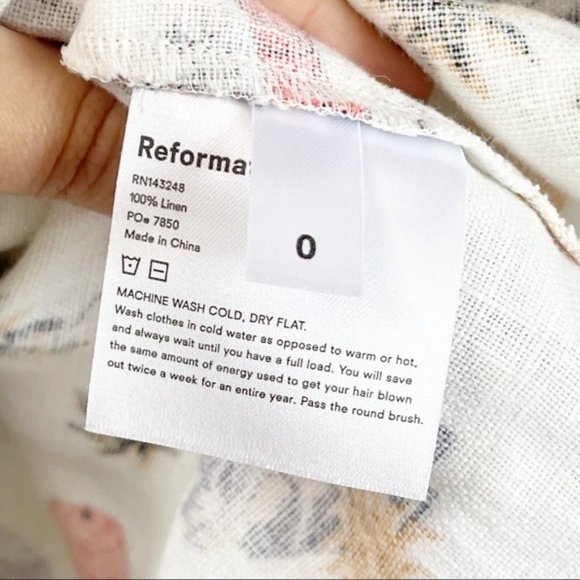 Reforma
RN143248
100% Linen
PO# 7850
Made in China
0
MACHINE WASH COLD, DRY FLAT.
Wash clothes in cold water as opposed to warm or hot,
and always wait until you have a full load. You will save
the same amount of energy used to get your hair blown
out twice a week for an entire year. Pass the round brush.